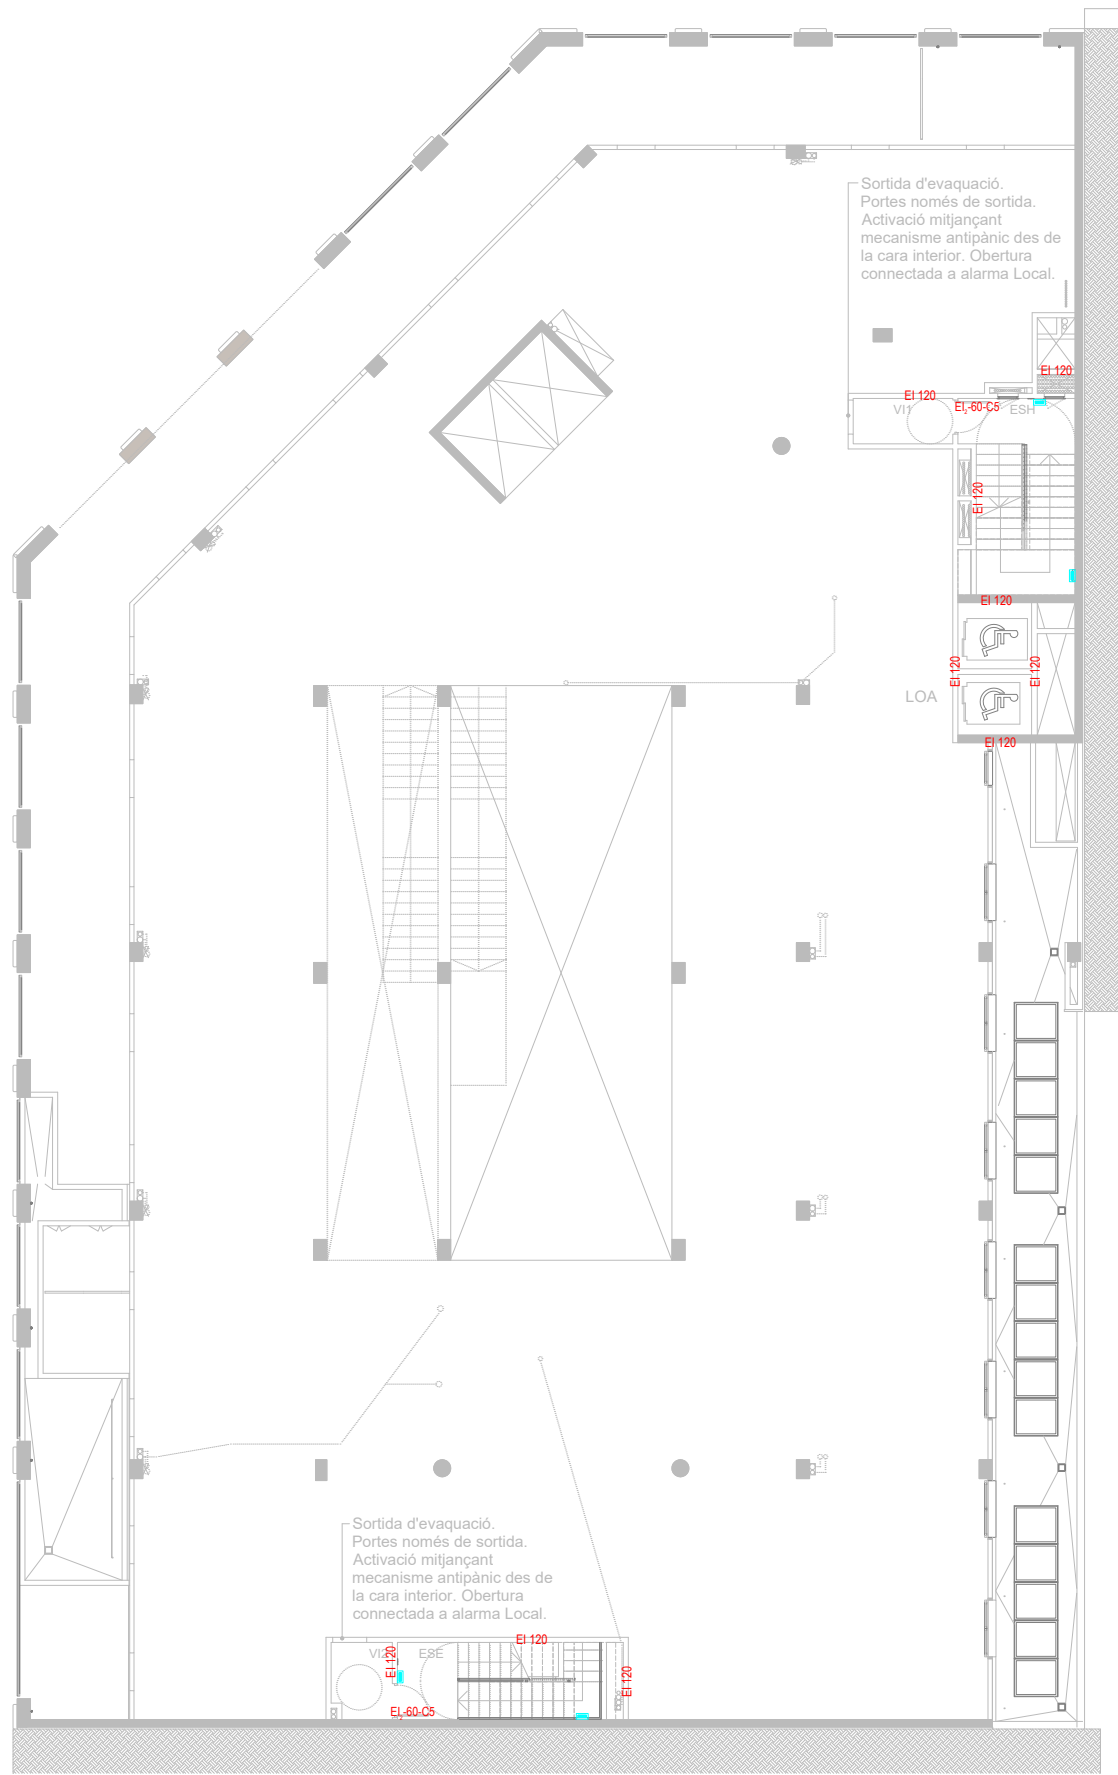 Sortida d'evaquació.
Portes només de sortida.
Activació mitjançant
mecanisme antipànic des de
la cara interior. Obertura
connectada a alarma Local.
EI 120
EI 120
EI₂-60-C5
VI1
ESH
EI 120
EI 120
EI 120
EI 120
LOA
EI 120
Sortida d'evaquació.
Portes només de sortida.
Activació mitjançant
mecanisme antipànic des de
la cara interior. Obertura
connectada a alarma Local.
EI 120
VI2
ESE
EI 120
EI 120
EI₂-60-C5